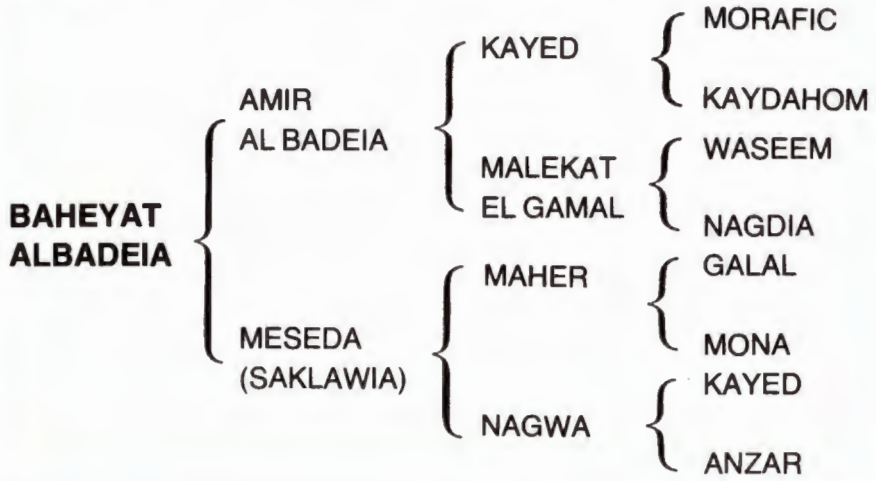 BAHEYAT
ALBADEIA
AMIR
AL BADEIA
MESEDA
(SAKLAWIA)
KAYED
MALEKAT
EL GAMAL
MAHER
NAGWA
MORAFIC
KAYDAHOM
WASEEM
NAGDIA
GALAL
MONA
KAYED
ANZAR